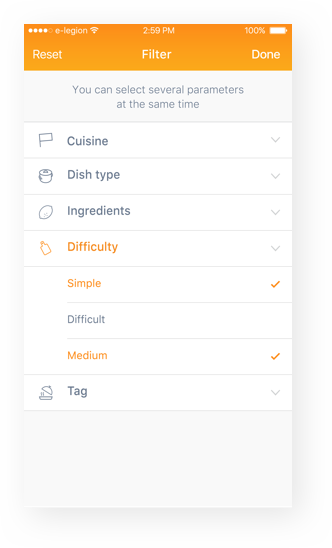 e-legion 2:59 PM 100%
Reset Filter Done
You can select several parameters
at the same time
Cuisine
Dish type
Ingredients
Difficulty
Simple
Difficult
Medium
Tag